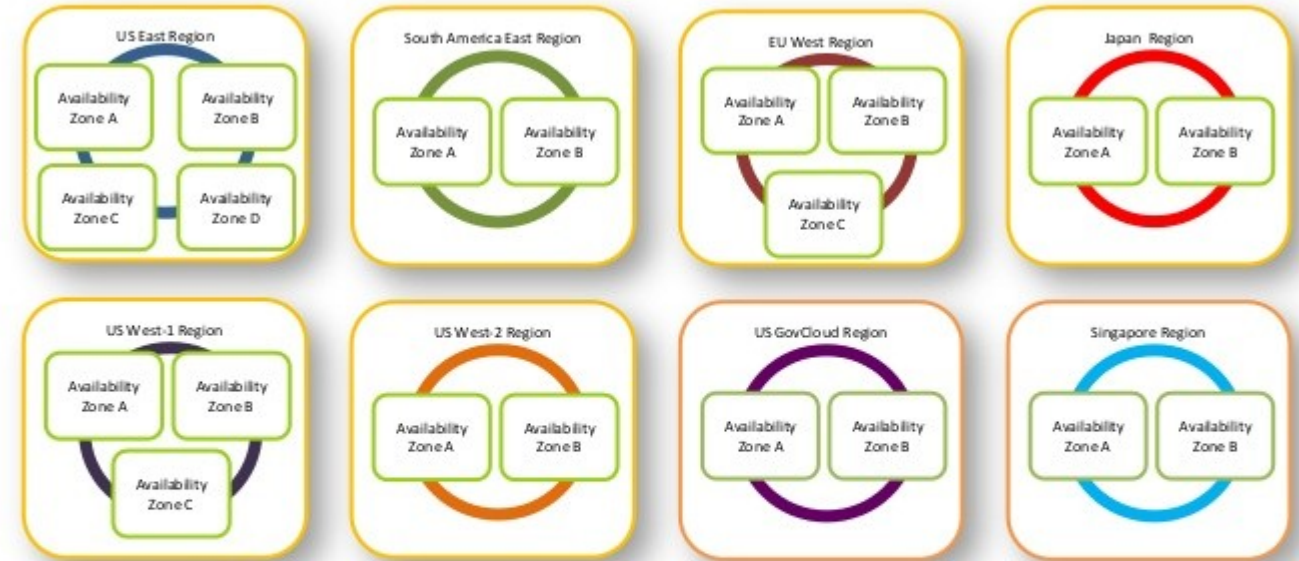 US East Region
Availability
Zone A
Availability
Zone B
Availability
Zone C
Availability
Zone D
South America East Region
Availability
Zone A
Availability
Zone B
EU West Region
Availability
Zone A
Availability
Zone B
Availability
Zone C
Japan Region
Availability
Zone A
Availability
Zone B
US West-1 Region
Availability
Zone A
Availability
Zone B
Availability
Zone C
US West-2 Region
Availability
Zone A
Availability
Zone B
US GovCloud Region
Availability
Zone A
Availability
Zone B
Singapore Region
Availability
Zone A
Availability
Zone B